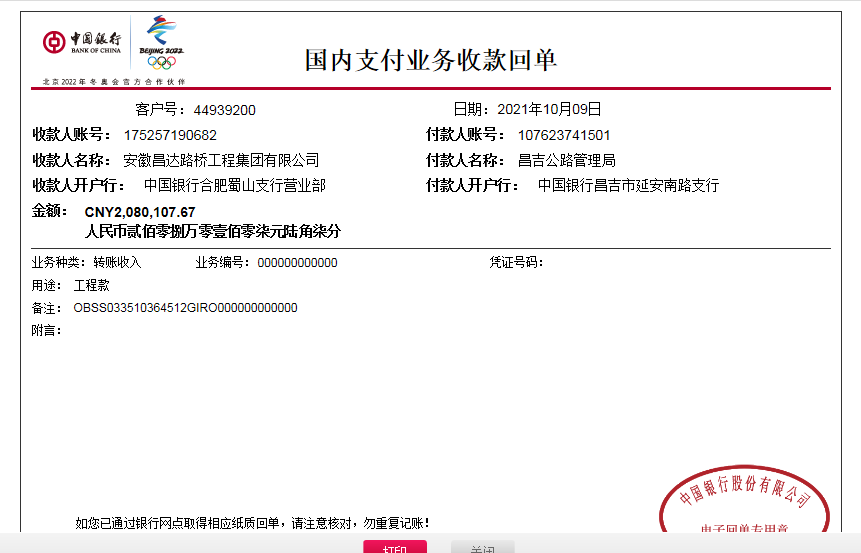 中国银行
BANK OF CHINA
BEIJING 2022
北京2022年冬奥会官方合作伙伴
国内支付业务收款回单
客户号：44939200 日期：2021年10月09日
收款人账号：175257190682 付款人账号：107623741501
收款人名称：安徽昌达路桥工程集团有限公司 付款人名称：昌吉公路管理局
收款人开户行：中国银行合肥蜀山支行营业部 付款人开户行：中国银行昌吉市延安南路支行
金额：CNY2,080,107.67
人民币贰佰零捌万零壹佰零柒元陆角柒分
业务种类：转账收入 业务编号：000000000000 凭证号码：
用途：工程款
备注：OBSS033510364512GIRO000000000000
附言：
中国银行股份有限公司
电子回单专用章
如您已通过银行网点取得相应纸质回单，请注意核对，勿重复记账！
打印 关闭